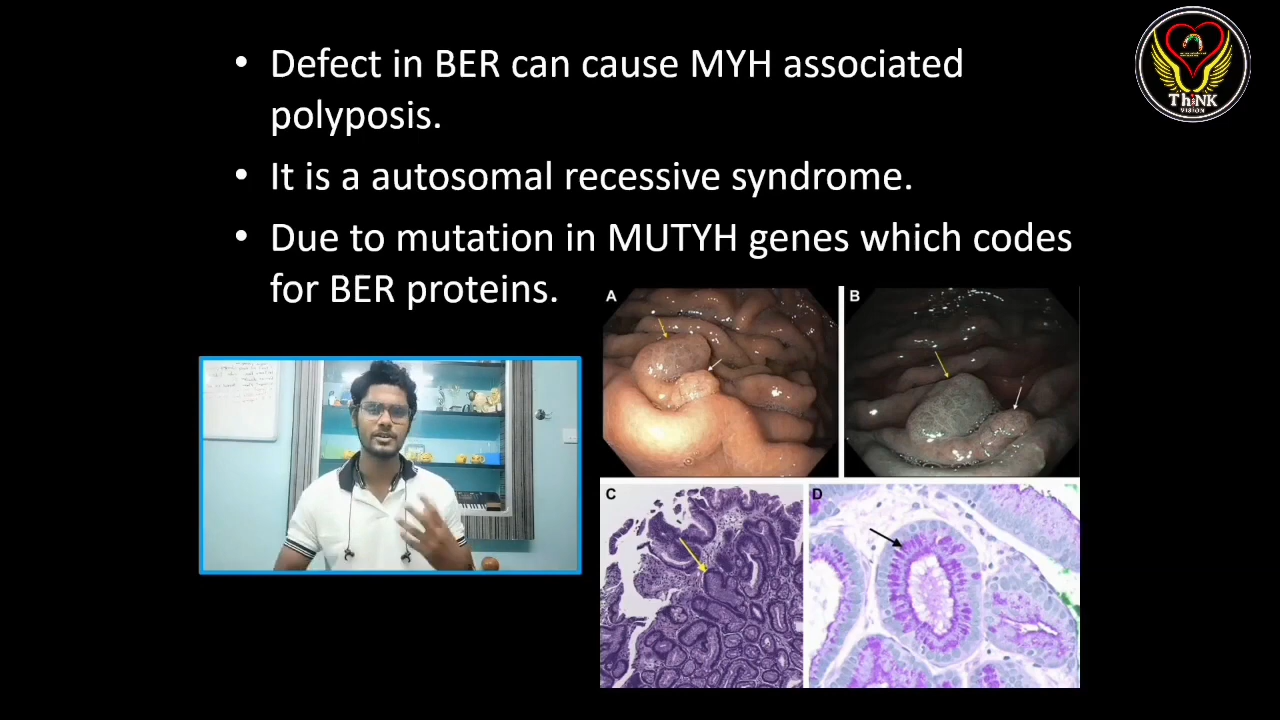 • Defect in BER can cause MYH associated
polyposis.
• It is a autosomal recessive syndrome.
• Due to mutation in MUTYH genes which codes
for BER proteins.
ThiNK
Vision
A
B
C
D